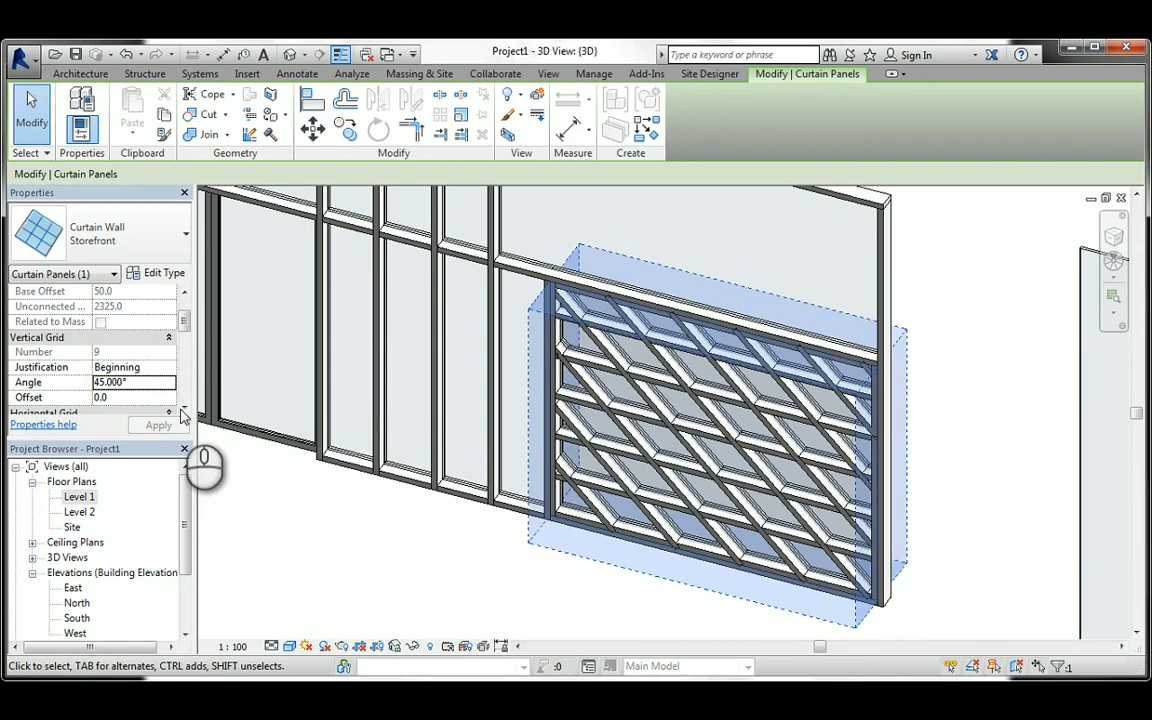 Project1 - 3D View: {3D}
Type a keyword or phrase
Sign In
Architecture Structure Systems Insert Annotate Analyze Massing & Site Collaborate View Manage Add-Ins Site Designer Modify | Curtain Panels
Modify
Paste
Cope
Cut
Join
Select Properties Clipboard Geometry Modify View Measure Create
Modify | Curtain Panels
Properties
Curtain Wall
Storefront
Curtain Panels (1) Edit Type
Base Offset 50.0
Unconnected ... 2325.0
Related to Mass
Vertical Grid
Number 9
Justification Beginning
Angle 45.000°
Offset 0.0
Horizontal Grid
Properties help Apply
Project Browser - Project1
Views (all)
Floor Plans
Level 1
Level 2
Site
Ceiling Plans
3D Views
Elevations (Building Elevation
East
North
South
West
1 : 100
Click to select, TAB for alternates, CTRL adds, SHIFT unselects.
:0
Main Model
:1